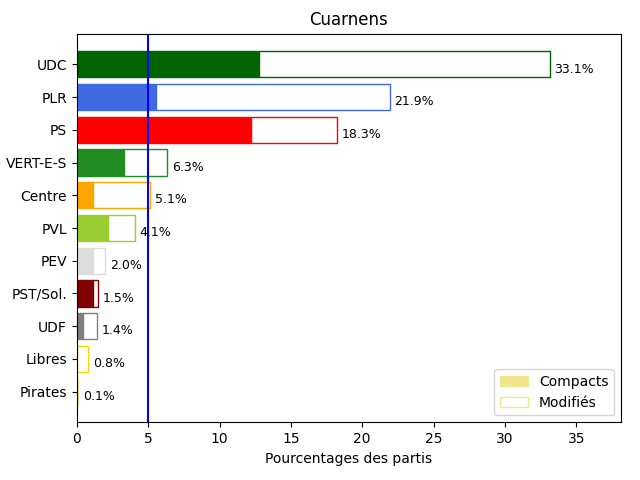 Cuarnens
UDC 33.1%
PLR 21.9%
PS 18.3%
VERT-E-S 6.3%
Centre 5.1%
PVL 4.1%
PEV 2.0%
PST/Sol. 1.5%
UDF 1.4%
Libres 0.8%
Pirates 0.1%
Compacts
Modifiés
0 5 10 15 20 25 30 35
Pourcentages des partis